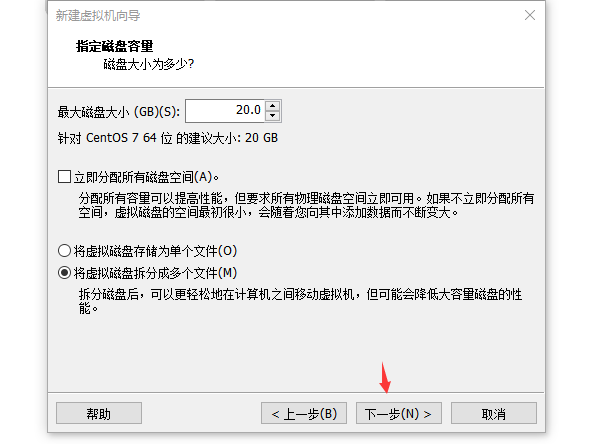 新建虚拟机向导
指定磁盘容量
磁盘大小为多少?
最大磁盘大小 (GB)(S): 20.0
针对 CentOS 7 64 位 的建议大小: 20 GB
立即分配所有磁盘空间(A)。
分配所有容量可以提高性能，但要求所有物理磁盘空间立即可用。如果不立即分配所有
空间，虚拟磁盘的空间最初很小，会随着您向其中添加数据而不断变大。
将虚拟磁盘存储为单个文件(O)
将虚拟磁盘拆分成多个文件(M)
拆分磁盘后，可以更轻松地在计算机之间移动虚拟机，但可能会降低大容量磁盘的性
能。
帮助 < 上一步(B) 下一步(N) > 取消